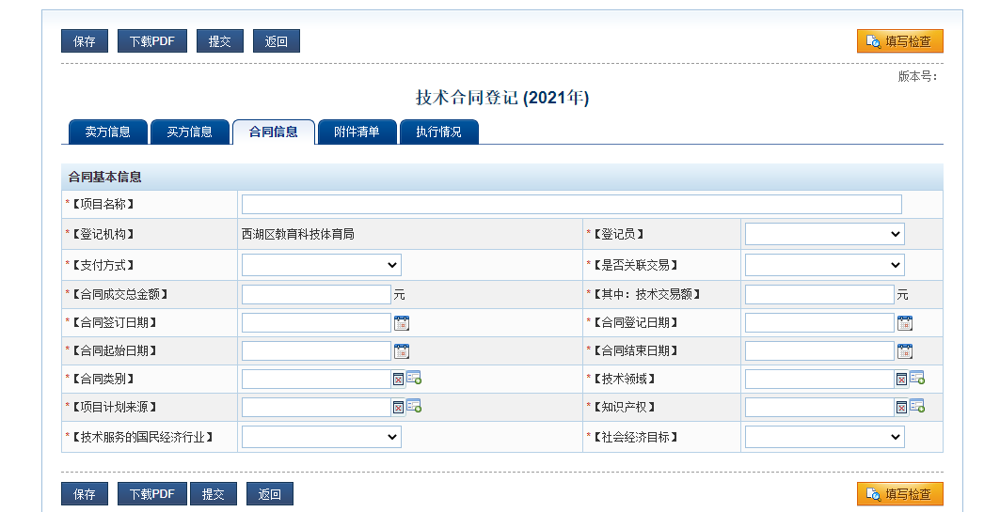 保存 下载PDF 提交 返回 填写检查
版本号：
技术合同登记 (2021年)
卖方信息 买方信息 合同信息 附件清单 执行情况
合同基本信息
*【项目名称】
*【登记机构】 西湖区教育科技体育局 *【登记员】
*【支付方式】 *【是否关联交易】
*【合同成交总金额】 元 *【其中：技术交易额】 元
*【合同签订日期】 *【合同登记日期】
*【合同起始日期】 *【合同结束日期】
*【合同类别】 *【技术领域】
*【项目计划来源】 *【知识产权】
*【技术服务的国民经济行业】 *【社会经济目标】
保存 下载PDF 提交 返回 填写检查